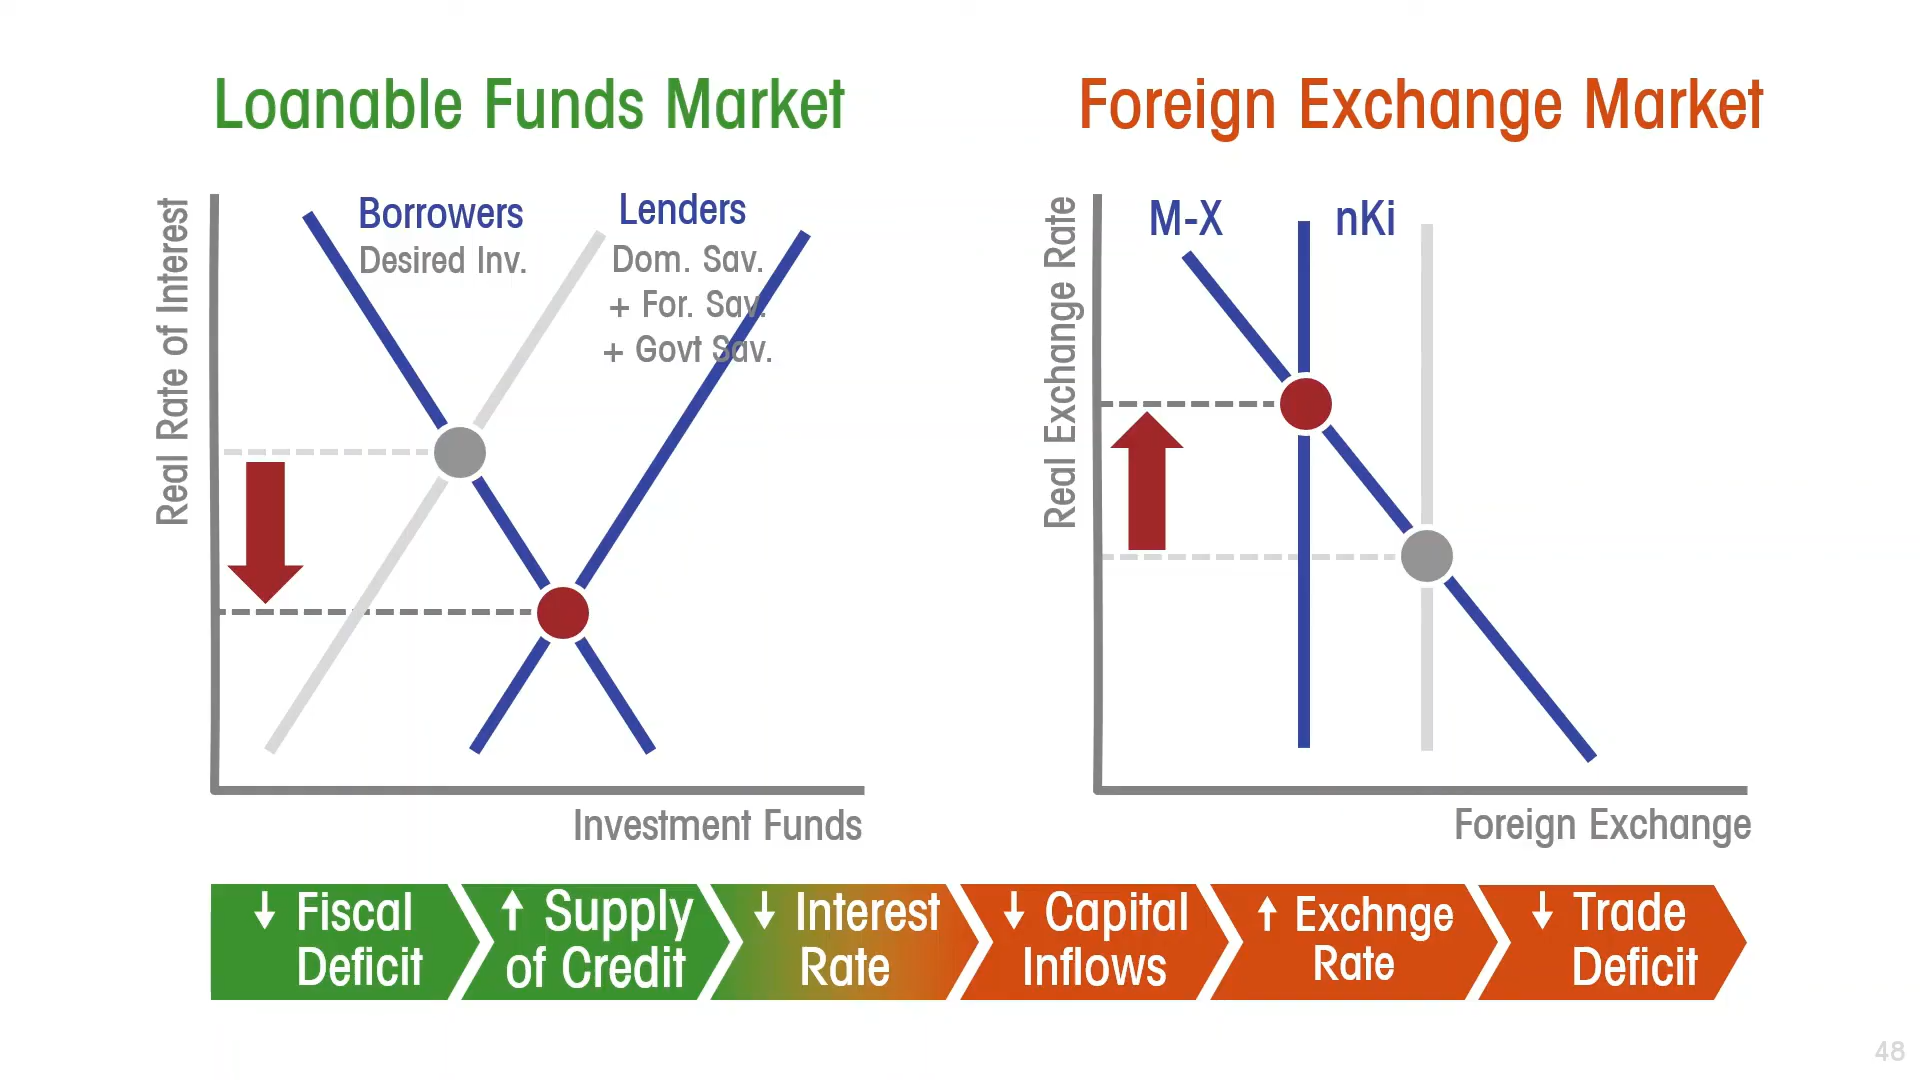 Loanable Funds Market
Real Rate of Interest
Borrowers
Desired Inv.
Lenders
Dom. Sav.
+ For. Sav.
+ Govt Sav.
Investment Funds
Foreign Exchange Market
Real Exchange Rate
M-X
nKi
Foreign Exchange
↓ Fiscal
Deficit
↑ Supply
of Credit
↓ Interest
Rate
↓ Capital
Inflows
↑ Exchnge
Rate
↓ Trade
Deficit
48